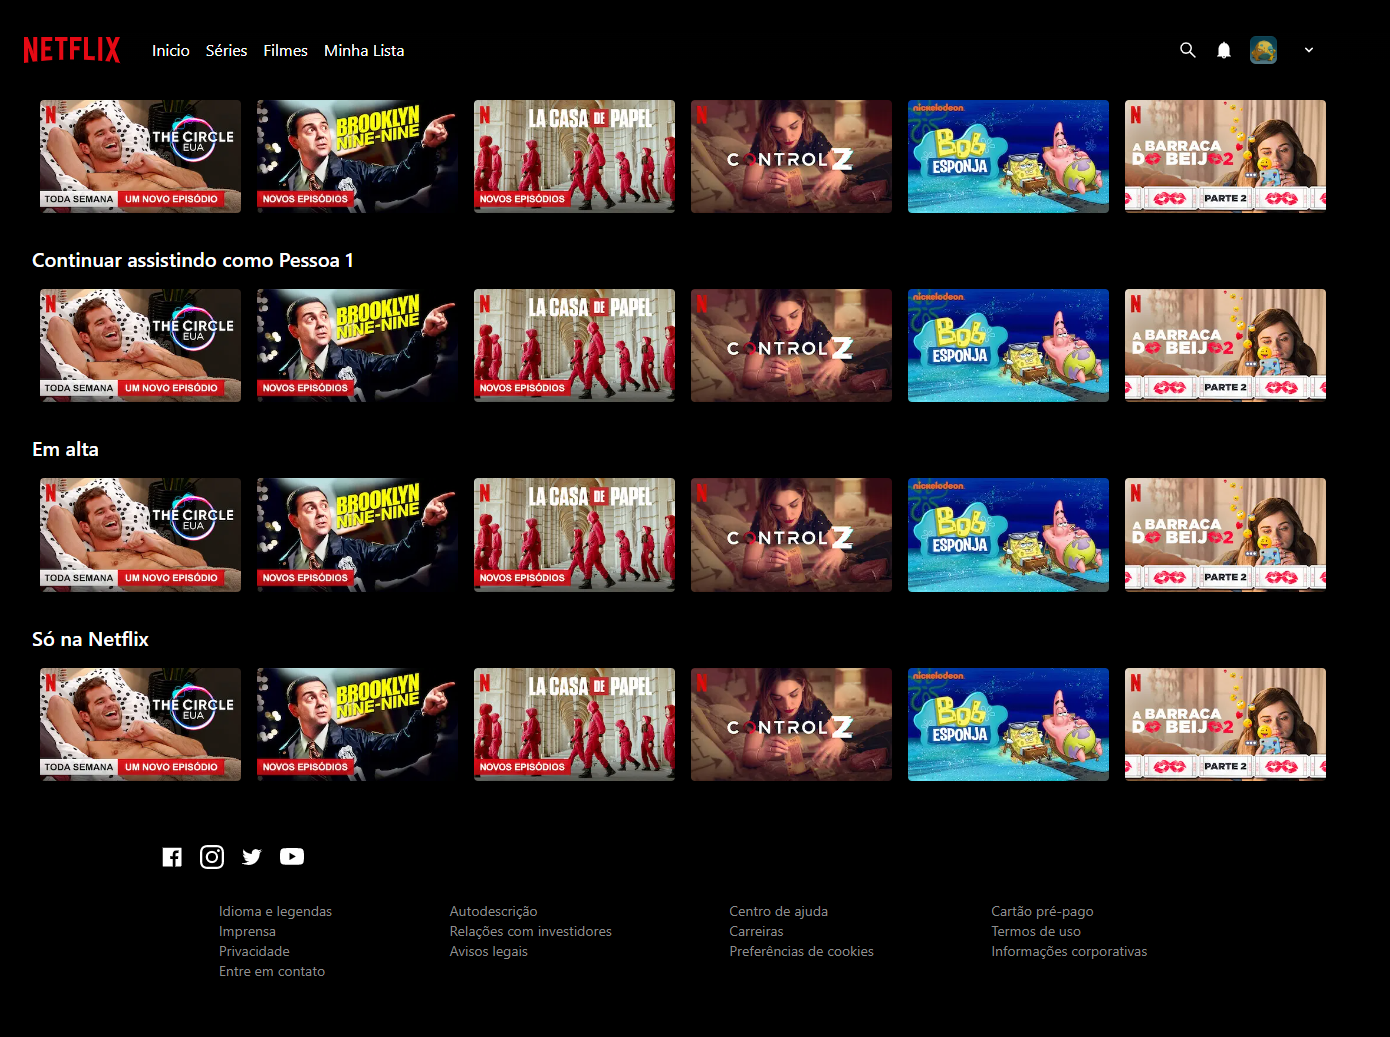 NETFLIX Inicio Séries Filmes Minha Lista
N THE CIRCLE EUA TODA SEMANA UM NOVO EPISÓDIO
BROOKLYN NINE-NINE NOVOS EPISÓDIOS
N LA CASA DE PAPEL NOVOS EPISÓDIOS
N CONTROL Z
nickelodeon BOB ESPONJA
N A BARRACA DO BEIJO 2 PARTE 2
Continuar assistindo como Pessoa 1
N THE CIRCLE EUA TODA SEMANA UM NOVO EPISÓDIO
BROOKLYN NINE-NINE NOVOS EPISÓDIOS
N LA CASA DE PAPEL NOVOS EPISÓDIOS
N CONTROL Z
nickelodeon BOB ESPONJA
N A BARRACA DO BEIJO 2 PARTE 2
Em alta
N THE CIRCLE EUA TODA SEMANA UM NOVO EPISÓDIO
BROOKLYN NINE-NINE NOVOS EPISÓDIOS
N LA CASA DE PAPEL NOVOS EPISÓDIOS
N CONTROL Z
nickelodeon BOB ESPONJA
N A BARRACA DO BEIJO 2 PARTE 2
Só na Netflix
N THE CIRCLE EUA TODA SEMANA UM NOVO EPISÓDIO
BROOKLYN NINE-NINE NOVOS EPISÓDIOS
N LA CASA DE PAPEL NOVOS EPISÓDIOS
N CONTROL Z
nickelodeon BOB ESPONJA
N A BARRACA DO BEIJO 2 PARTE 2
Idioma e legendas
Imprensa
Privacidade
Entre em contato
Autodescrição
Relações com investidores
Avisos legais
Centro de ajuda
Carreiras
Preferências de cookies
Cartão pré-pago
Termos de uso
Informações corporativas